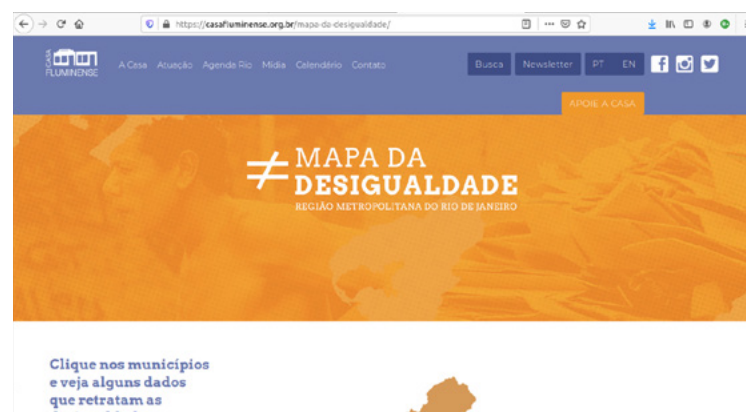 https://casafluminense.org.br/mapa-da-desigualdade/
CASA
FLUMINENSE
A Casa Atuação Agenda Rio Mídia Calendário Contato
Busca Newsletter PT EN
APOIE A CASA
≠ MAPA DA
DESIGUALDADE
REGIÃO METROPOLITANA DO RIO DE JANEIRO
Clique nos municípios
e veja alguns dados
que retratam as